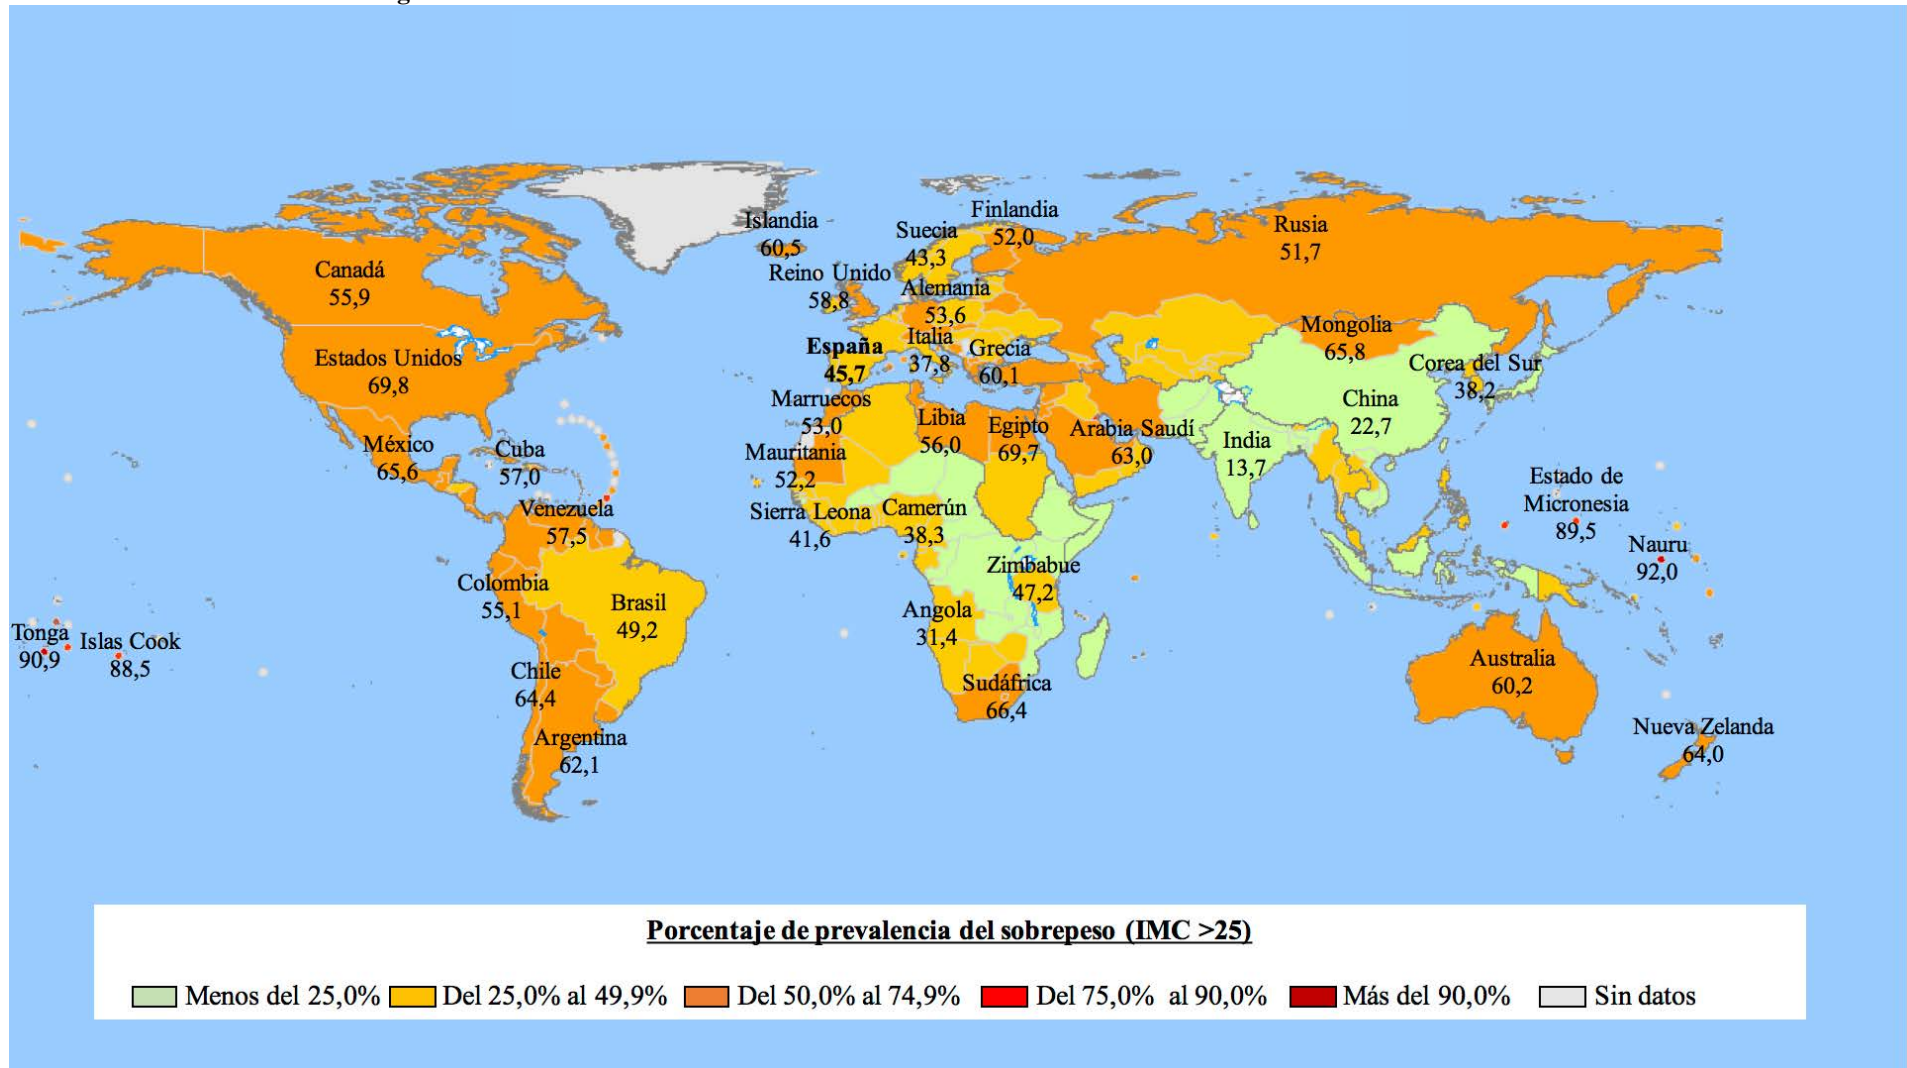 Islandia
60,5
Finlandia
52,0
Suecia
43,3
Rusia
51,7
Canadá
55,9
Reino Unido
58,8
Alemania
53,6
Estados Unidos
69,8
España
45,7
Italia
37,8
Grecia
60,1
Mongolia
65,8
Corea del Sur
38,2
China
22,7
Marruecos
53,0
Libia
56,0
Egipto
69,7
Arabia Saudí
63,0
India
13,7
México
65,6
Cuba
57,0
Mauritania
52,2
Estado de
Micronesia
89,5
Venezuela
57,5
Sierra Leona
41,6
Camerún
38,3
Nauru
92,0
Colombia
55,1
Brasil
49,2
Zimbabue
47,2
Angola
31,4
Tonga
90,9
Islas Cook
88,5
Chile
64,4
Sudáfrica
66,4
Australia
60,2
Argentina
62,1
Nueva Zelanda
64,0
Porcentaje de prevalencia del sobrepeso (IMC >25)
Menos del 25,0% Del 25,0% al 49,9% Del 50,0% al 74,9% Del 75,0% al 90,0% Más del 90,0% Sin datos